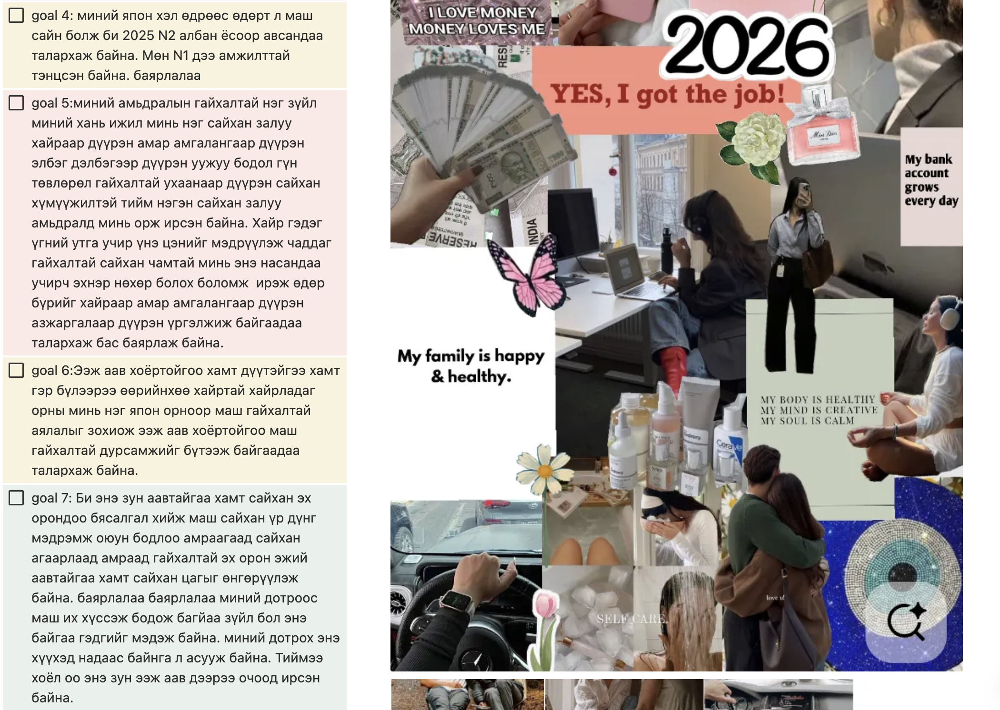 goal 4: миний япон хэл өдрөөс өдөрт л маш
сайн болж би 2025 N2 албан ёсоор авсандаа
талархаж байна. Мөн N1 дээ амжилттай
тэнцсэн байна. баярлалаа
goal 5:миний амьдралын гайхалтай нэг зүйл
миний хань ижил минь нэг сайхан залуу
хайраар дүүрэн амар амгалангаар дүүрэн
элбэг дэлбэгээр дүүрэн уужуу бодол гүн
төвлөрөл гайхалтай ухаанаар дүүрэн сайхан
хүмүүжилтэй тийм нэгэн сайхан залуу
амьдралд минь орж ирсэн байна. Хайр гэдэг
үгний утга учир үнэ цэнийг мэдрүүлэж чаддаг
гайхалтай сайхан чамтай минь энэ насандаа
учирч эхнэр нөхөр болох боломж  ирэж өдөр
бүрийг хайраар амар амгалангаар дүүрэн
азжаргалаар дүүрэн үргэлжиж байгаадаа
талархаж бас баярлаж байна.
goal 6:Ээж аав хоёртойгоо хамт дүүтэйгээ хамт
гэр бүлээрээ өөрийнхөө хайртай хайрладаг
орны минь нэг япон орноор маш гайхалтай
аялалыг зохиож ээж аав хоёртойгоо маш
гайхалтай дурсамжийг бүтээж байгаадаа
талархаж байна.
goal 7: Би энэ зун аавтайгаа хамт сайхан эх
орондоо бясалгал хийж маш сайхан үр дүнг
мэдрэмж оюун бодлоо амраагаад сайхан
агаарлаад амраад гайхалтай эх орон эжий
аавтайгаа хамт сайхан цагыг өнгөрүүлэж
байна. баярлалаа баярлалаа миний дотроос
маш их хүссэж бодож багйаа зүйл бол энэ
байгаа гэдгийг мэдэж байна. миний дотрох энэ
хүүхэд надаас байнга л асууж байна. Тиймээ
хоёл оо энэ зун ээж аав дээрээ очоод ирсэн
байна.
I LOVE MONEY
MONEY LOVES ME
2026
YES, I got the job!
RESE
Miss Dior
My bank
account
grows
every day
RESERVE
INDIA
My family is happy
& healthy.
MY BODY IS HEALTHY
MY MIND IS CREATIVE
MY SOUL IS CALM
Ordinary.
CeraVe
love u!
SELF CARE.